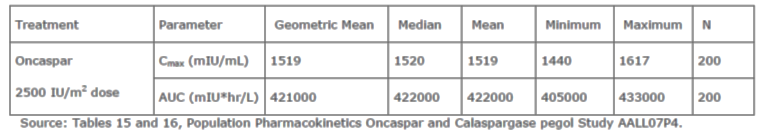 Treatment Parameter Geometric Mean Median Mean Minimum Maximum N
Oncaspar Cmax (mIU/mL) 1519 1520 1519 1440 1617 200
2500 IU/m² dose AUC (mIU*hr/L) 421000 422000 422000 405000 433000 200
Source: Tables 15 and 16, Population Pharmacokinetics Oncaspar and Calaspargase pegol Study AALL07P4.